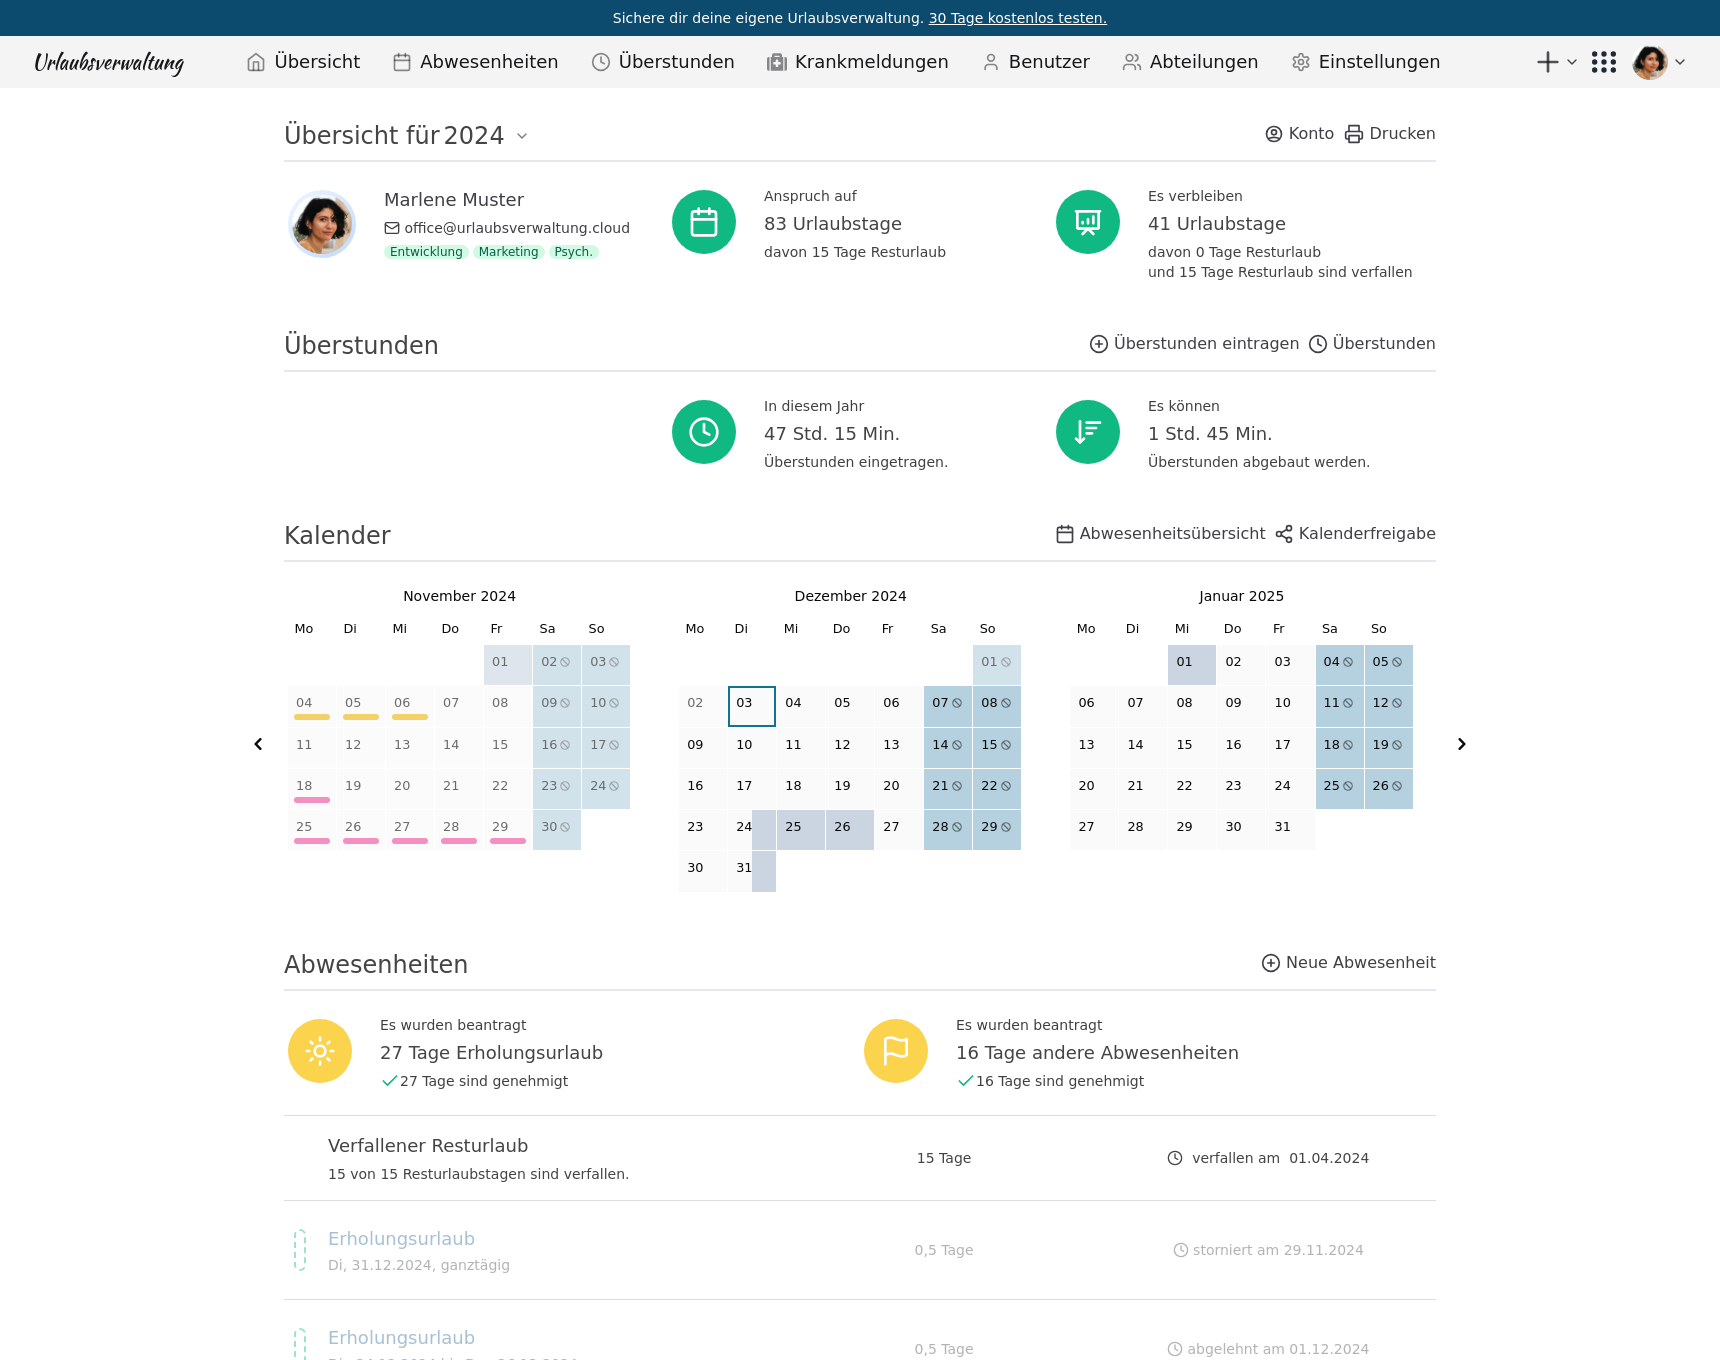 Sichere dir deine eigene Urlaubsverwaltung. 30 Tage kostenlos testen.
Urlaubsverwaltung Übersicht Abwesenheiten Überstunden Krankmeldungen Benutzer Abteilungen Einstellungen
Übersicht für 2024 Konto Drucken
Marlene Muster
office@urlaubsverwaltung.cloud
Entwicklung Marketing Psych.
Anspruch auf
83 Urlaubstage
davon 15 Tage Resturlaub
Es verbleiben
41 Urlaubstage
davon 0 Tage Resturlaub
und 15 Tage Resturlaub sind verfallen
Überstunden Überstunden eintragen Überstunden
In diesem Jahr
47 Std. 15 Min.
Überstunden eingetragen.
Es können
1 Std. 45 Min.
Überstunden abgebaut werden.
Kalender Abwesenheitsübersicht Kalenderfreigabe
November 2024
Mo Di Mi Do Fr Sa So
01 02 03
04 05 06 07 08 09 10
11 12 13 14 15 16 17
18 19 20 21 22 23 24
25 26 27 28 29 30
Dezember 2024
Mo Di Mi Do Fr Sa So
01
02 03 04 05 06 07 08
09 10 11 12 13 14 15
16 17 18 19 20 21 22
23 24 25 26 27 28 29
30 31
Januar 2025
Mo Di Mi Do Fr Sa So
01 02 03 04 05
06 07 08 09 10 11 12
13 14 15 16 17 18 19
20 21 22 23 24 25 26
27 28 29 30 31
Abwesenheiten Neue Abwesenheit
Es wurden beantragt
27 Tage Erholungsurlaub
27 Tage sind genehmigt
Es wurden beantragt
16 Tage andere Abwesenheiten
16 Tage sind genehmigt
Verfallener Resturlaub
15 von 15 Resturlaubstagen sind verfallen.
15 Tage
verfallen am 01.04.2024
Erholungsurlaub
Di, 31.12.2024, ganztägig
0,5 Tage
storniert am 29.11.2024
Erholungsurlaub
0,5 Tage
abgelehnt am 01.12.2024